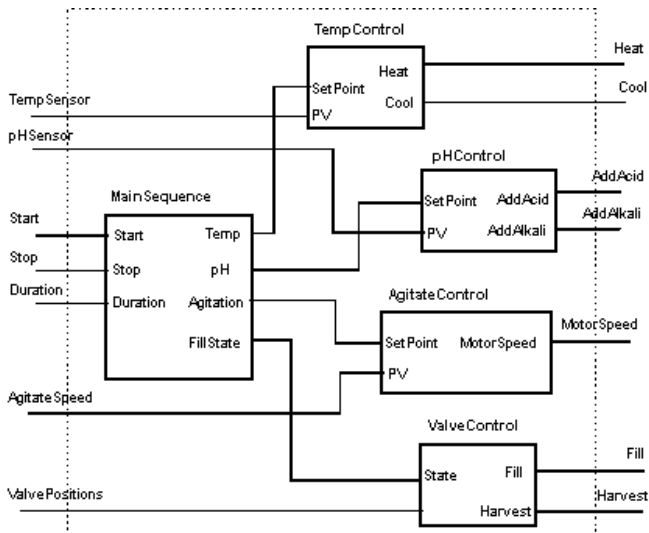 TempControl
Heat
Heat
SetPoint
Cool
Cool
TempSensor
PV
pHSensor
pHControl
MainSequence
AddAcid
SetPoint
AddAcid
Start
Start
Temp
AddAlkali
PV
AddAlkali
Stop
Stop
pH
Duration
Duration
Agitation
AgitateControl
MotorSpeed
FillState
SetPoint
MotorSpeed
PV
AgitateSpeed
ValveControl
Fill
State
Fill
ValvePositions
Harvest
Harvest